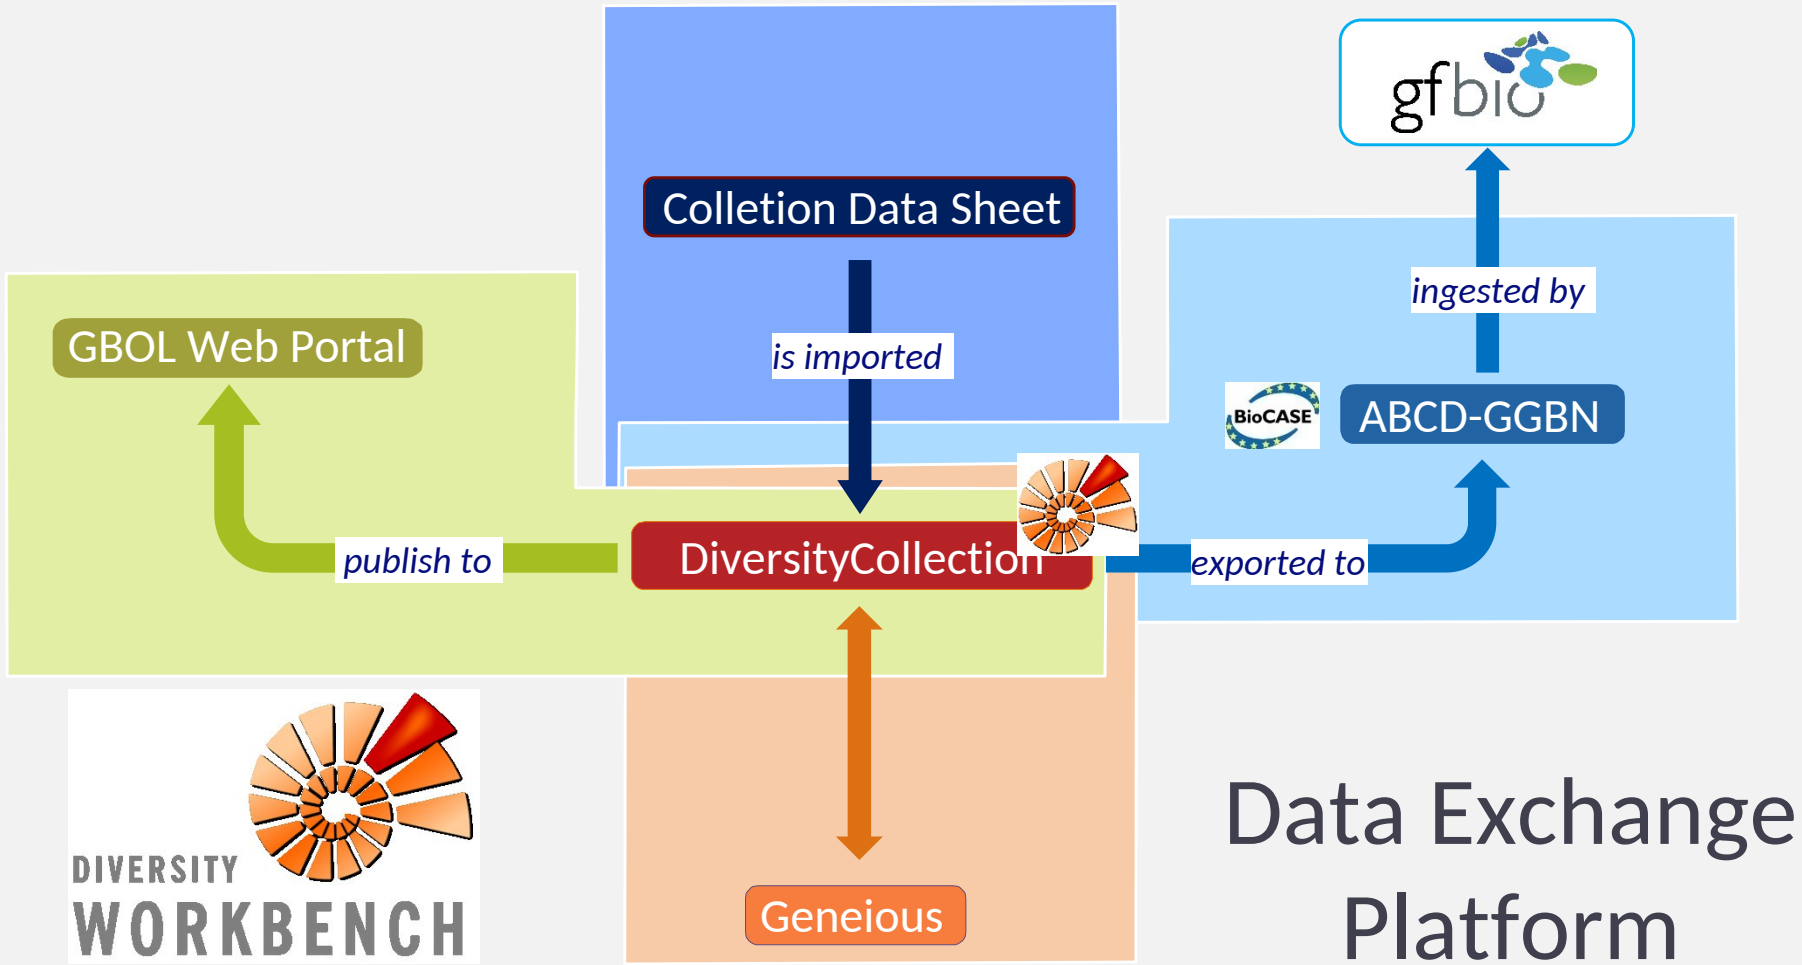 gfbio
Colletion Data Sheet
ingested by
GBOL Web Portal
is imported
BioCASE
ABCD-GGBN
publish to
DiversityCollection
exported to
DIVERSITY
WORKBENCH
Geneious
Data Exchange
Platform